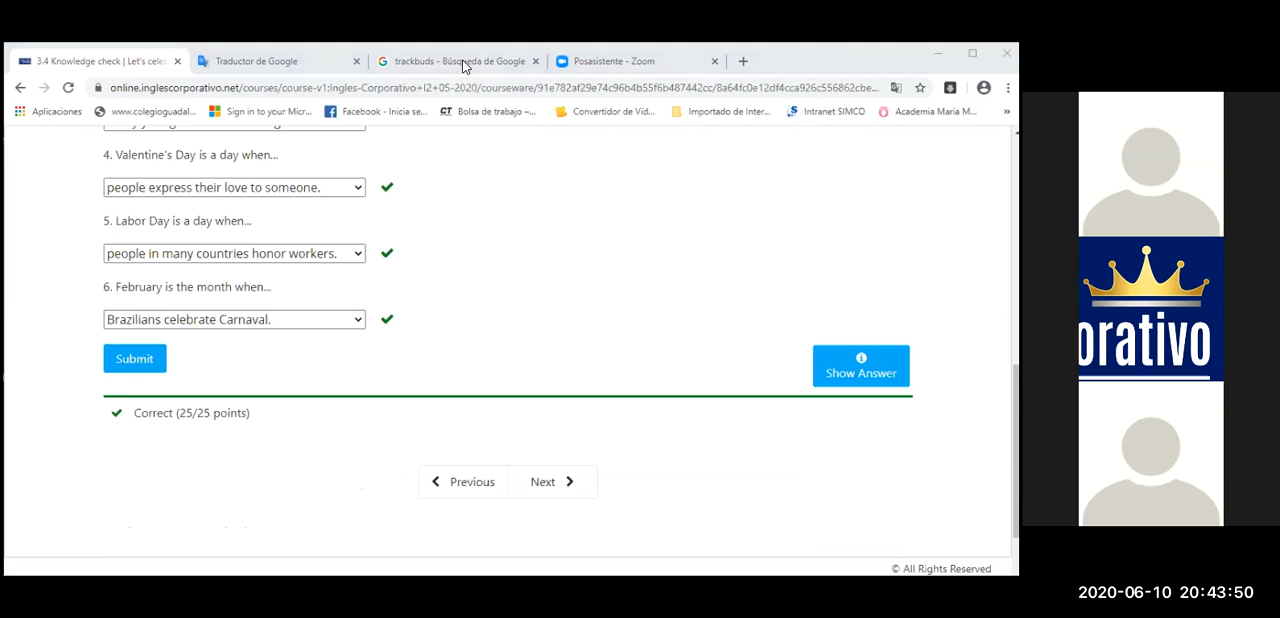 3.4 Knowledge check | Let's cele
Traductor de Google
trackbuds - Búsqueda de Google
Posasistente - Zoom
online.inglescorporativo.net/courses/course-v1:Ingles-Corporativo+I2+05-2020/courseware/91e782af29e74c96b4b55f6b487442cc/8a64fc0e12df4cca926c556862cbe...
Aplicaciones
www.colegioguadal...
Sign in to your Micr...
Facebook - Inicia se...
CT Bolsa de trabajo –...
Convertidor de Víd...
Importado de Inter...
Intranet SIMCO
Academia Maria M...
»
4. Valentine's Day is a day when...
people express their love to someone.
5. Labor Day is a day when...
people in many countries honor workers.
6. February is the month when...
Brazilians celebrate Carnaval.
Submit
Show Answer
Correct (25/25 points)
Previous
Next
© All Rights Reserved
orativo
2020-06-10 20:43:50